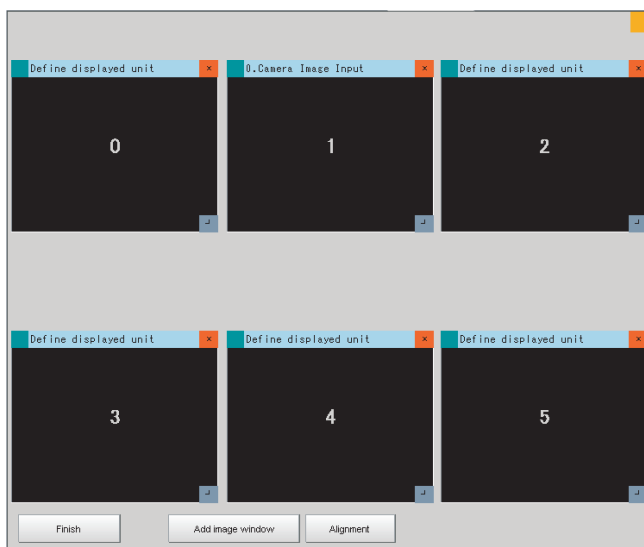 Define displayed unit ×
0
0.Camera Image Input ×
1
Define displayed unit ×
2
Define displayed unit ×
3
Define displayed unit ×
4
Define displayed unit ×
5
Finish
Add image window
Alignment